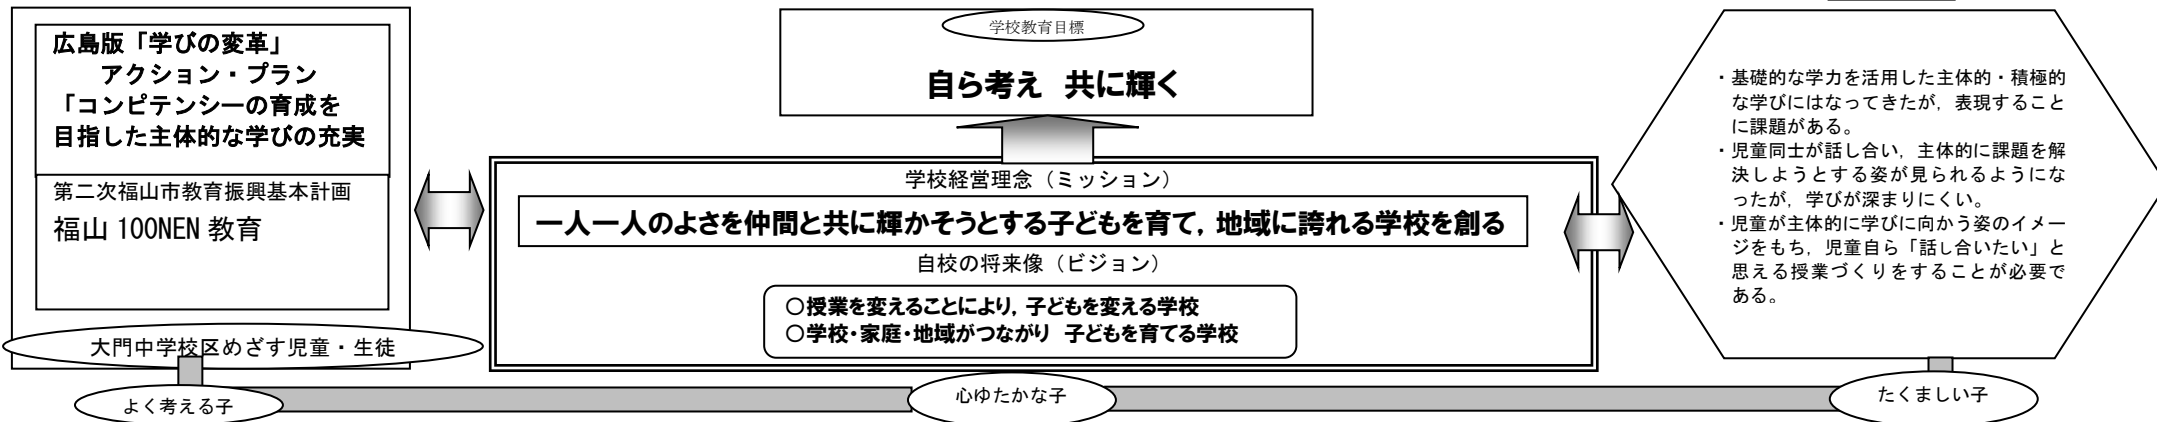 広島版「学びの変革」
アクション・プラン
「コンピテンシーの育成を
目指した主体的な学びの充実
第二次福山市教育振興基本計画
福山 100NEN 教育
大門中学校区めざす児童・生徒
学校教育目標
自ら考え 共に輝く
学校経営理念（ミッション）
一人一人のよさを仲間と共に輝かそうとする子どもを育て，地域に誇れる学校を創る
自校の将来像（ビジョン）
○授業を変えることにより，子どもを変える学校
○学校・家庭・地域がつながり 子どもを育てる学校
・基礎的な学力を活用した主体的・積極的
な学びにはなってきたが，表現すること
に課題がある。
・児童同士が話し合い，主体的に課題を解
決しようとする姿が見られるようにな
ったが，学びが深まりにくい。
・児童が主体的に学びに向かう姿のイメー
ジをもち，児童自ら「話し合いたい」と
思える授業づくりをすることが必要で
ある。
よく考える子
心ゆたかな子
たくましい子